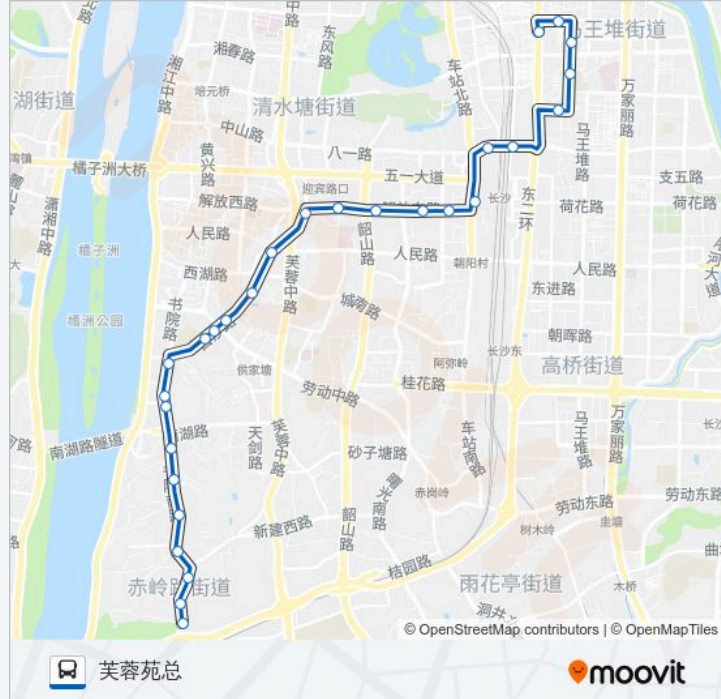 湘春路
东风路
车站北路
马王堆街道
湖街道
湘江中路
培元桥
清水塘街道
万家丽路
中山路
八一路
马王堆路
橘子洲大桥
黄兴路
迎宾路口
五一大道
长沙
支五路
潇湘中路
解放西路
东二环
荷花路
荷花路
橘子洲
人民路
韶山路
人民路
朝阳村
人民路
西湖路
芙蓉中路
东进路
橘洲公园
书院路
城南路
朝晖路
长沙东
高桥街道
侯家塘
阿弥岭
劳动中路
桂花路
南湖路隧道
天剑路
芙蓉中路
砂子塘路
车站南路
马王堆路
万家丽路
曙光南路
赤岗岭
劳动东路
劳动东路
新建西路
韶山路
树木岭
圭塘
桔园路
雨花亭街道
木桥
© OpenStreetMap contributors | © OpenMapTiles
芙蓉苑总
moovit